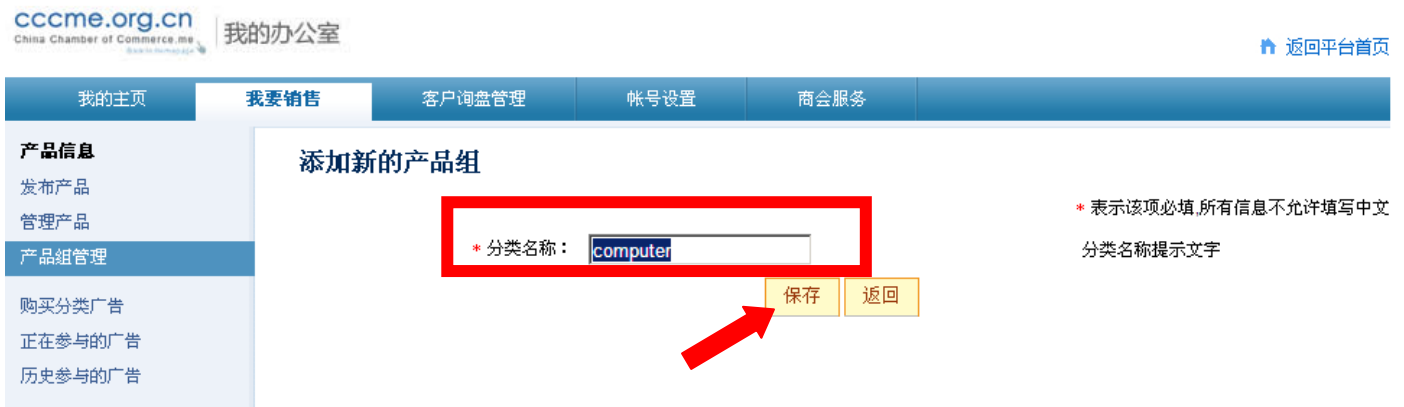 cccme.org.cn
China Chamber of Commerce.me
Back to Homepage
我的办公室
返回平台首页
我的主页 我要销售 客户询盘管理 帐号设置 商会服务
产品信息
发布产品
管理产品
产品组管理
购买分类广告
正在参与的广告
历史参与的广告
添加新的产品组
* 表示该项必填,所有信息不允许填写中文
* 分类名称： computer 分类名称提示文字
保存 返回